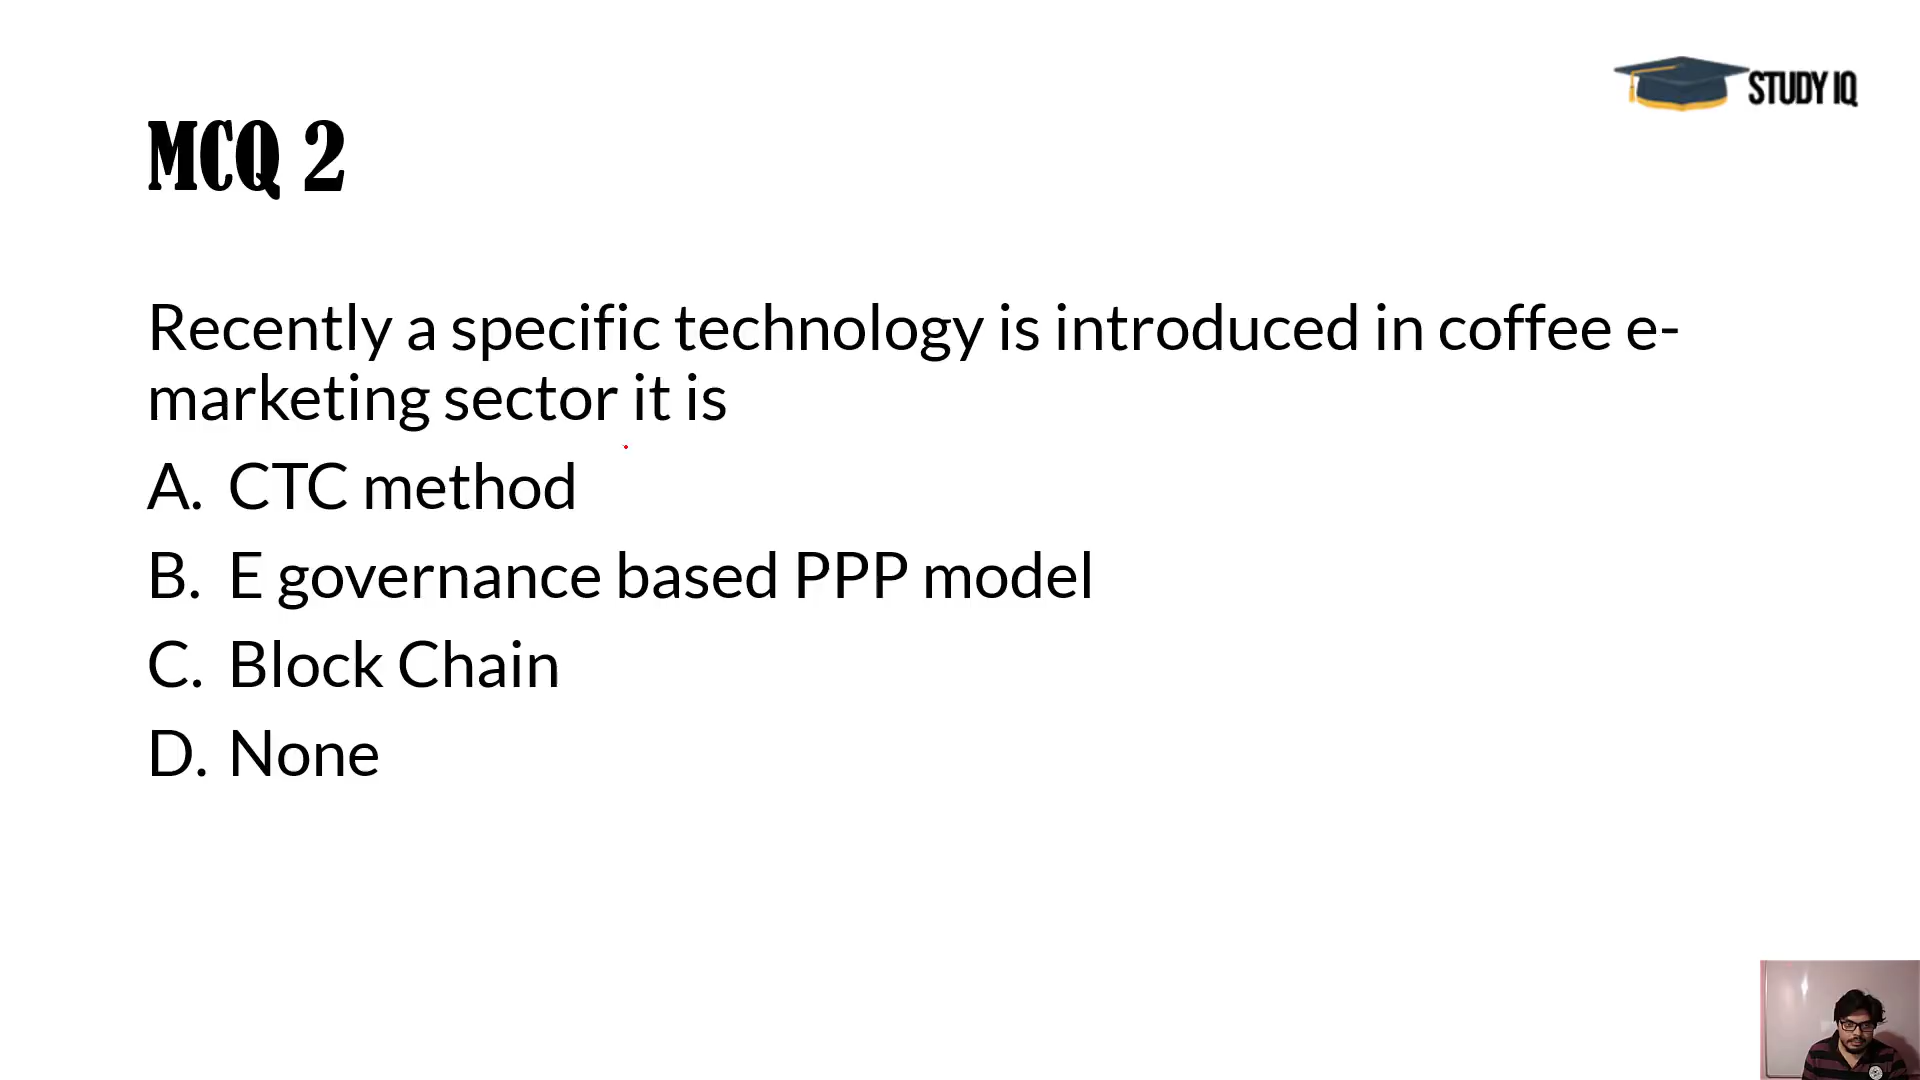 STUDY IQ
MCQ 2
Recently a specific technology is introduced in coffee e-
marketing sector it is
A. CTC method
B. E governance based PPP model
C. Block Chain
D. None